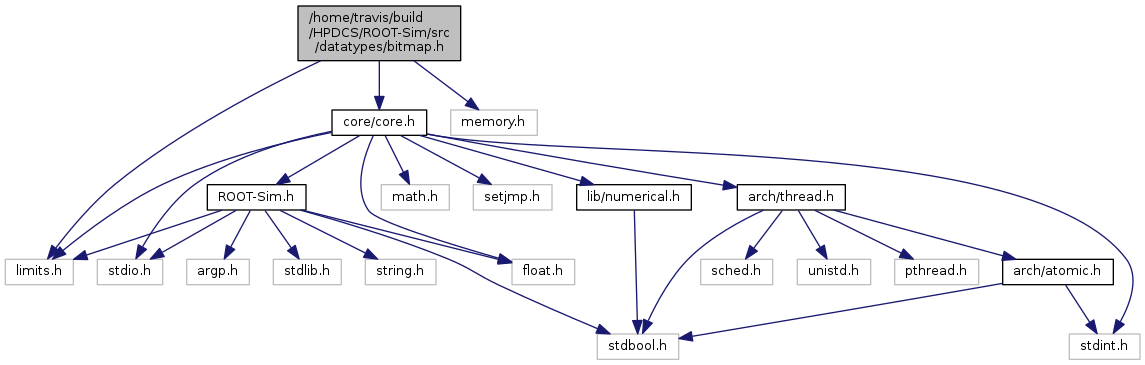 /home/travis/build
/HPDCS/ROOT-Sim/src
/datatypes/bitmap.h
core/core.h
memory.h
ROOT-Sim.h
math.h
setjmp.h
lib/numerical.h
arch/thread.h
limits.h
stdio.h
argp.h
stdlib.h
string.h
float.h
sched.h
unistd.h
pthread.h
arch/atomic.h
stdbool.h
stdint.h